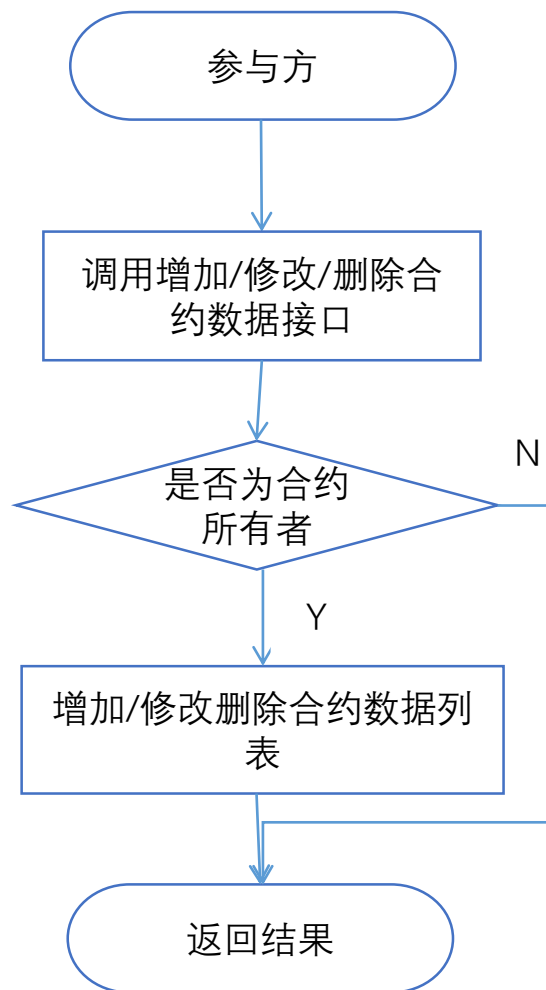 参与方
调用增加/修改/删除合
约数据接口
是否为合约
所有者
N
Y
增加/修改删除合约数据列
表
返回结果